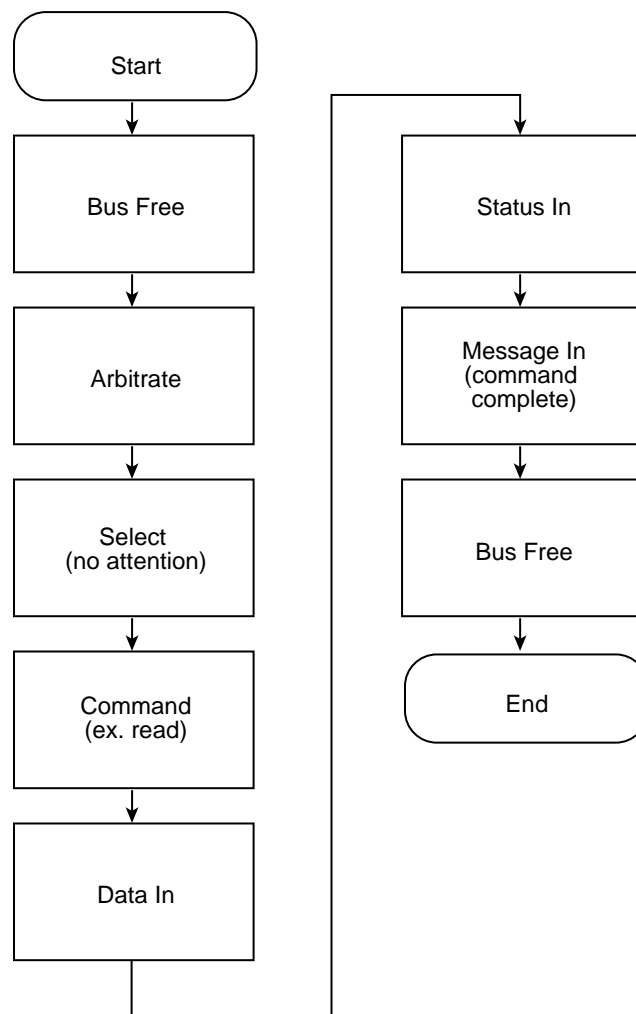 Start
Bus Free
Arbitrate
Select
(no attention)
Command
(ex. read)
Data In
Status In
Message In
(command
complete)
Bus Free
End